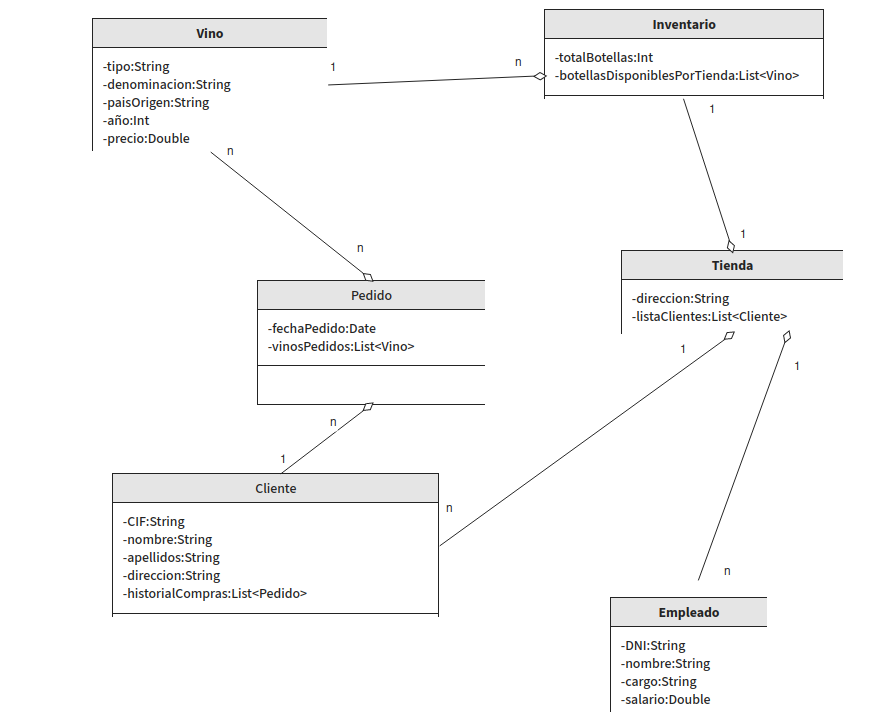 Vino
-tipo:String
-denominacion:String
-paisOrigen:String
-año:Int
-precio:Double
1
n
Inventario
-totalBotellas:Int
-botellasDisponiblesPorTienda:List<Vino>
1
n
n
1
Tienda
-direccion:String
-listaClientes:List<Cliente>
Pedido
-fechaPedido:Date
-vinosPedidos:List<Vino>
1
1
n
1
Cliente
-CIF:String
-nombre:String
-apellidos:String
-direccion:String
-historialCompras:List<Pedido>
n
n
Empleado
-DNI:String
-nombre:String
-cargo:String
-salario:Double